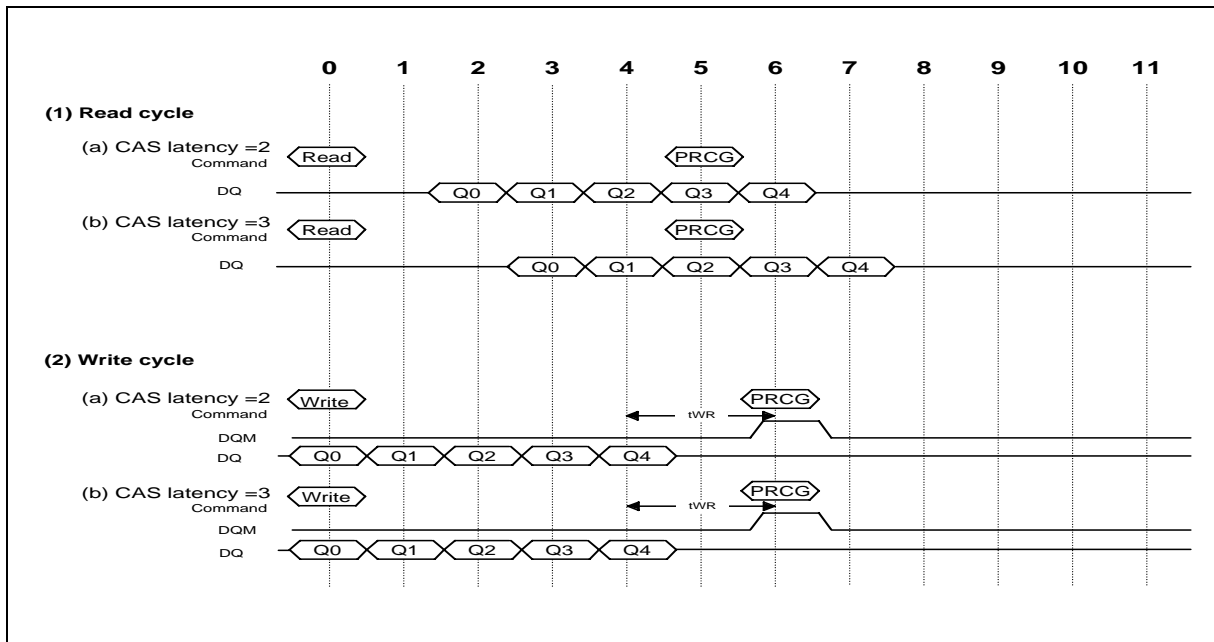 0 1 2 3 4 5 6 7 8 9 10 11
(1) Read cycle
(a) CAS latency =2
Command Read PRCG
DQ Q0 Q1 Q2 Q3 Q4
(b) CAS latency =3
Command Read PRCG
DQ Q0 Q1 Q2 Q3 Q4
(2) Write cycle
(a) CAS latency =2
Command Write tWR PRCG
DQM
DQ Q0 Q1 Q2 Q3 Q4
(b) CAS latency =3
Command Write tWR PRCG
DQM
DQ Q0 Q1 Q2 Q3 Q4